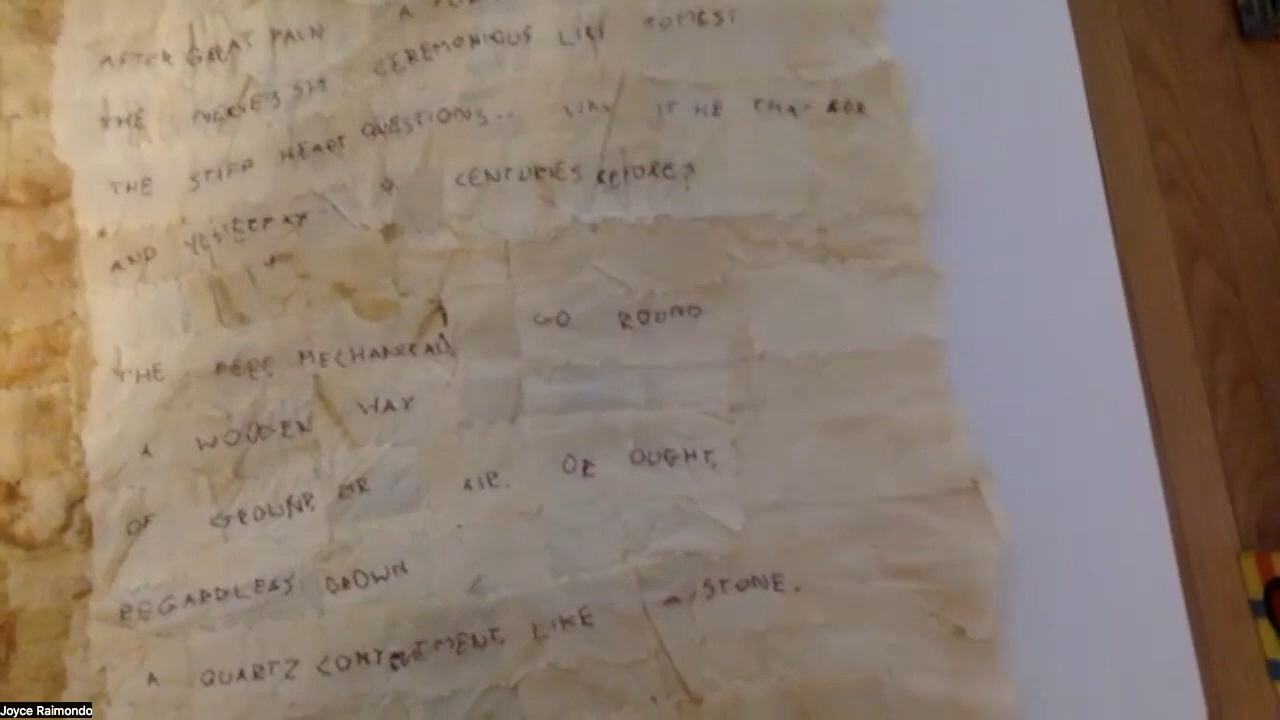 AFTER GREAT PAIN A
THE NERVES SIT CEREMONIOUS LIKE TOMBS:
THE STIFF HEART QUESTIONS.. WAS IT HE THAT BOR
AND YESTERDAY O CENTURIES BEFORE?
THE FEET MECHANICAL, GO ROUND
A WOODEN WAY
OF GROUND, OR AIR, OR OUGHT,
REGARDLESS GROWN
A QUARTZ CONTENTMENT, LIKE A STONE.
Joyce Raimondo